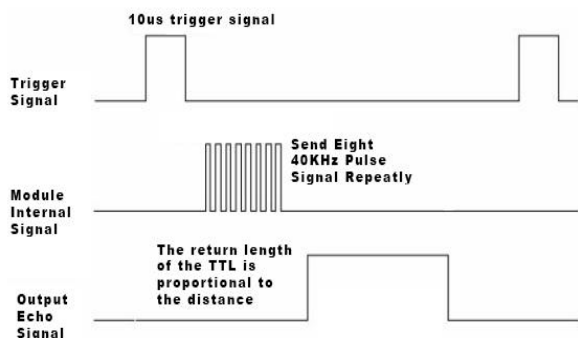 10us trigger signal
Trigger
Signal
Send Eight
40KHz Pulse
Signal Repeatly
Module
Internal
Signal
The return length
of the TTL is
proportional to
the distance
Output
Echo
Signal